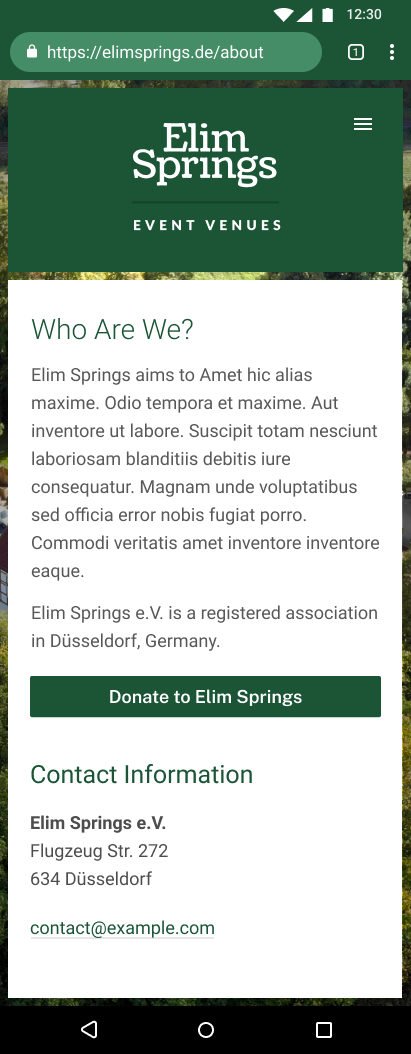 12:30
https://elimsprings.de/about
1
Elim
Springs
EVENT VENUES
Who Are We?
Elim Springs aims to Amet hic alias
maxime. Odio tempora et maxime. Aut
inventore ut labore. Suscipit totam nesciunt
laboriosam blanditiis debitis iure
consequatur. Magnam unde voluptatibus
sed officia error nobis fugiat porro.
Commodi veritatis amet inventore inventore
eaque.
Elim Springs e.V. is a registered association
in Düsseldorf, Germany.
Donate to Elim Springs
Contact Information
Elim Springs e.V.
Flugzeug Str. 272
634 Düsseldorf
contact@example.com